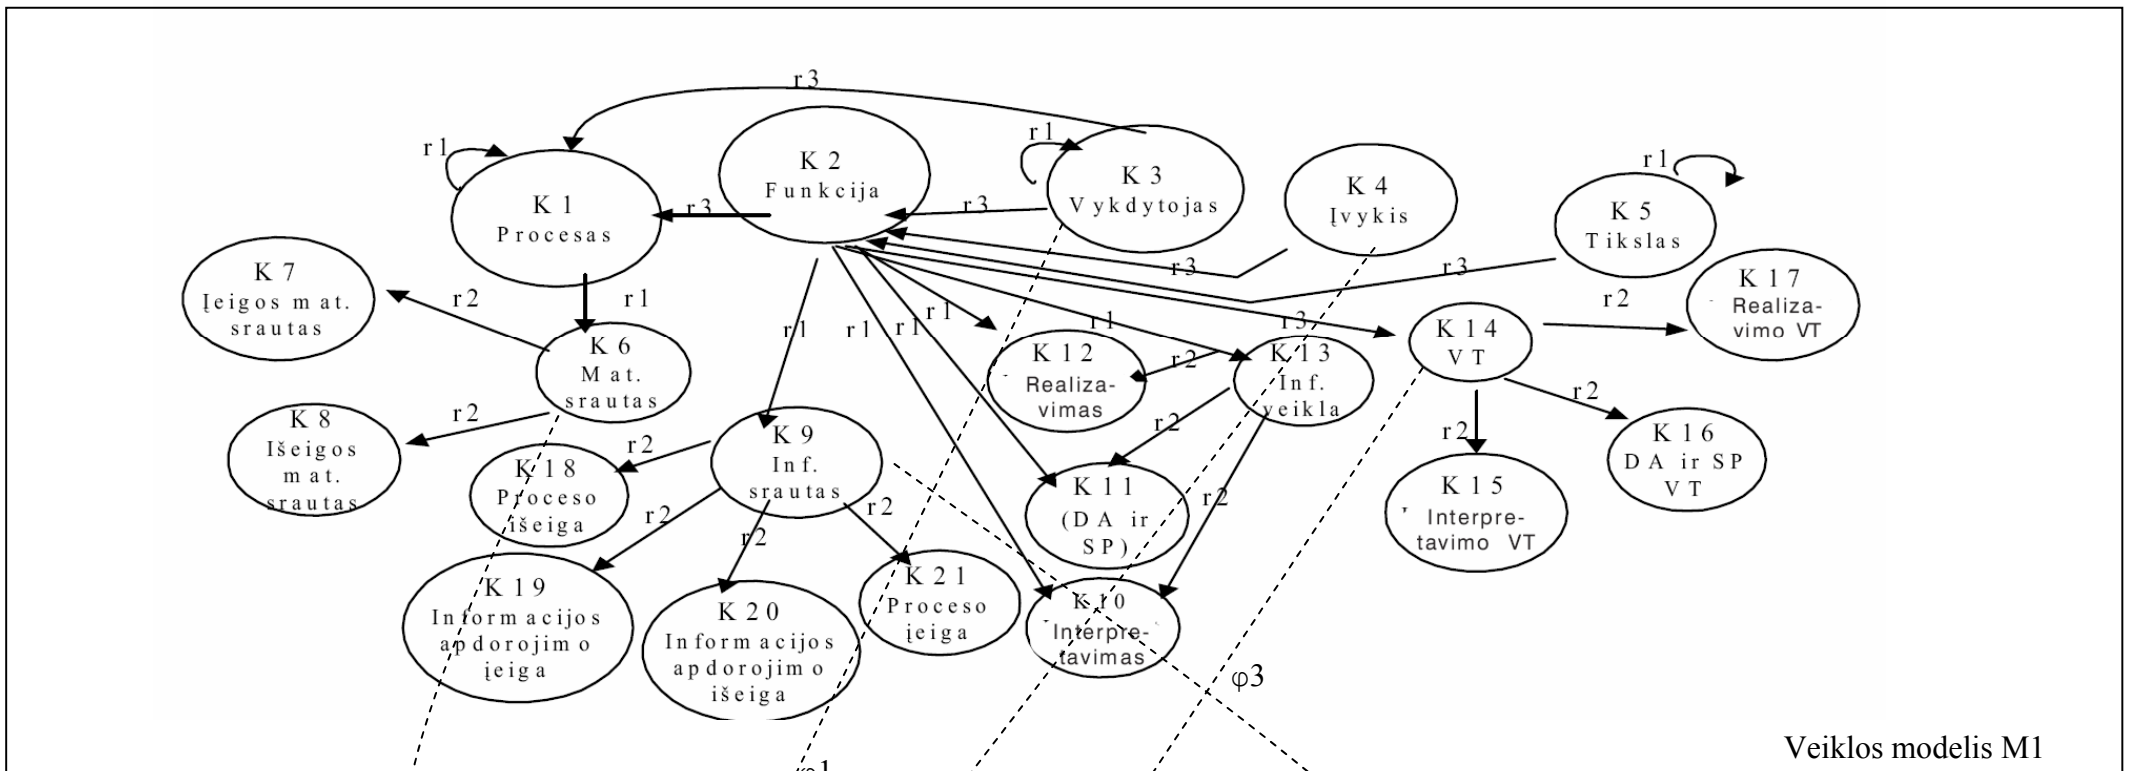 r3
r1
K 1
Procesas
K 2
Funkcija
r3
r1
K 3
Vykdytojas
r3
K 4
Įvykis
r3
r1
K 5
Tikslas
r3
K 7
Įeigos mat.
srautas
r2
r1
K 6
Mat.
srautas
K 8
Išeigos
mat.
srautas
r2
r1
r1
r1
r1
r1
r3
K 12
Realiza-
vimas
r2
K 13
Inf.
veikla
K 14
VT
r2
K 17
Realiza-
vimo VT
r2
r2
K 16
DA ir SP
VT
K 15
Interpre-
tavimo VT
K 9
Inf.
srautas
r2
K 18
Proceso
išeiga
r2
r2
r2
r2
K 11
(DA ir
SP)
r2
K 19
Informacijos
apdorojimo
įeiga
K 20
Informacijos
apdorojimo
išeiga
K 21
Proceso
įeiga
K 10
Interpre-
tavimas
φ3
Veiklos modelis M1
φ1